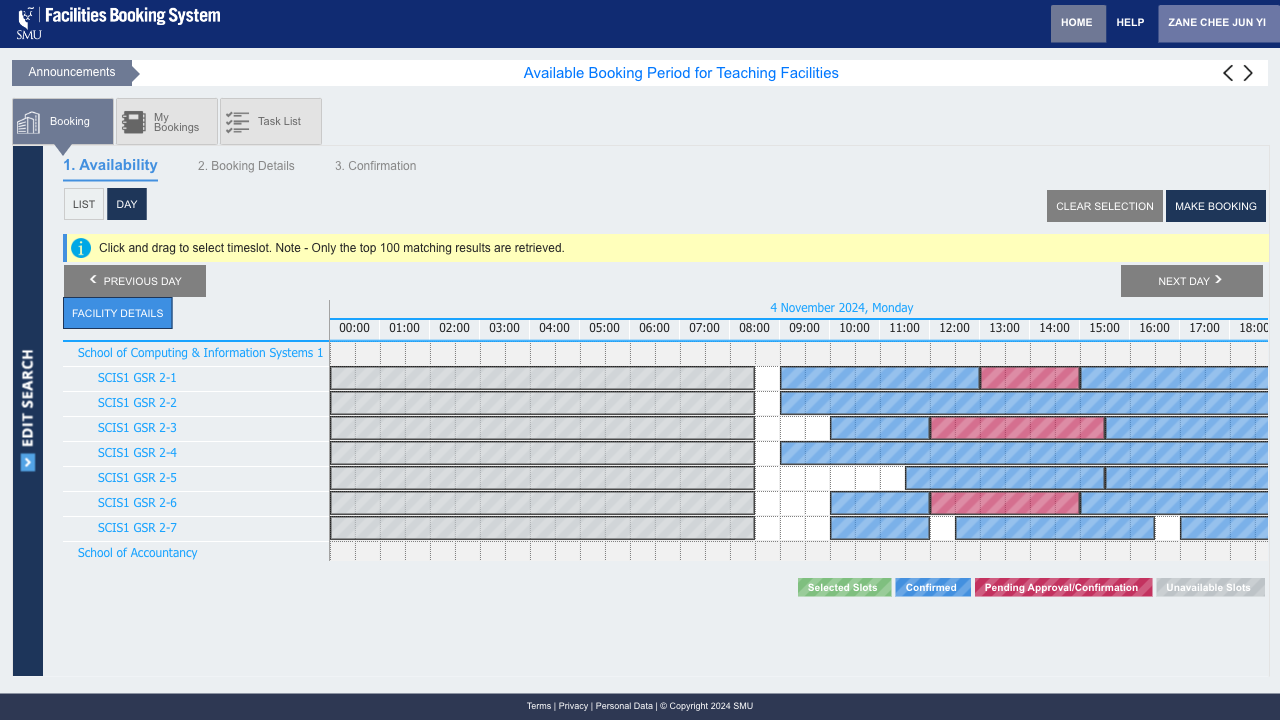 SMU
Facilities Booking System
HOME
HELP
ZANE CHEE JUN YI
Announcements
Available Booking Period for Teaching Facilities
Booking
My
Bookings
Task List
1. Availability
2. Booking Details
3. Confirmation
LIST
DAY
CLEAR SELECTION
MAKE BOOKING
Click and drag to select timeslot. Note - Only the top 100 matching results are retrieved.
PREVIOUS DAY
NEXT DAY
FACILITY DETAILS
4 November 2024, Monday
00:00 01:00 02:00 03:00 04:00 05:00 06:00 07:00 08:00 09:00 10:00 11:00 12:00 13:00 14:00 15:00 16:00 17:00 18:00
EDIT SEARCH
School of Computing & Information Systems 1
SCIS1 GSR 2-1
SCIS1 GSR 2-2
SCIS1 GSR 2-3
SCIS1 GSR 2-4
SCIS1 GSR 2-5
SCIS1 GSR 2-6
SCIS1 GSR 2-7
School of Accountancy
Selected Slots
Confirmed
Pending Approval/Confirmation
Unavailable Slots
Terms | Privacy | Personal Data | © Copyright 2024 SMU